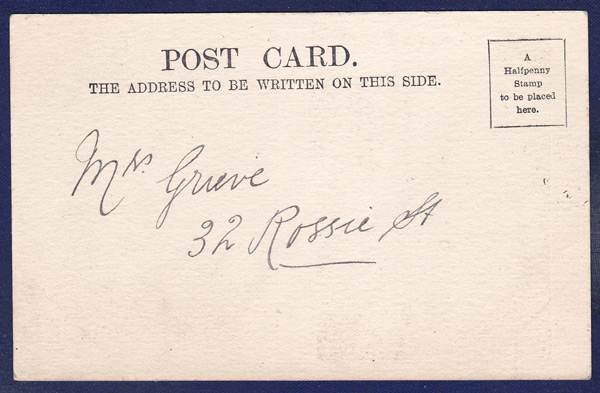 POST CARD.
THE ADDRESS TO BE WRITTEN ON THIS SIDE.
A
Halfpenny
Stamp
to be placed
here.
Mrs Grieve
32 Rossie St